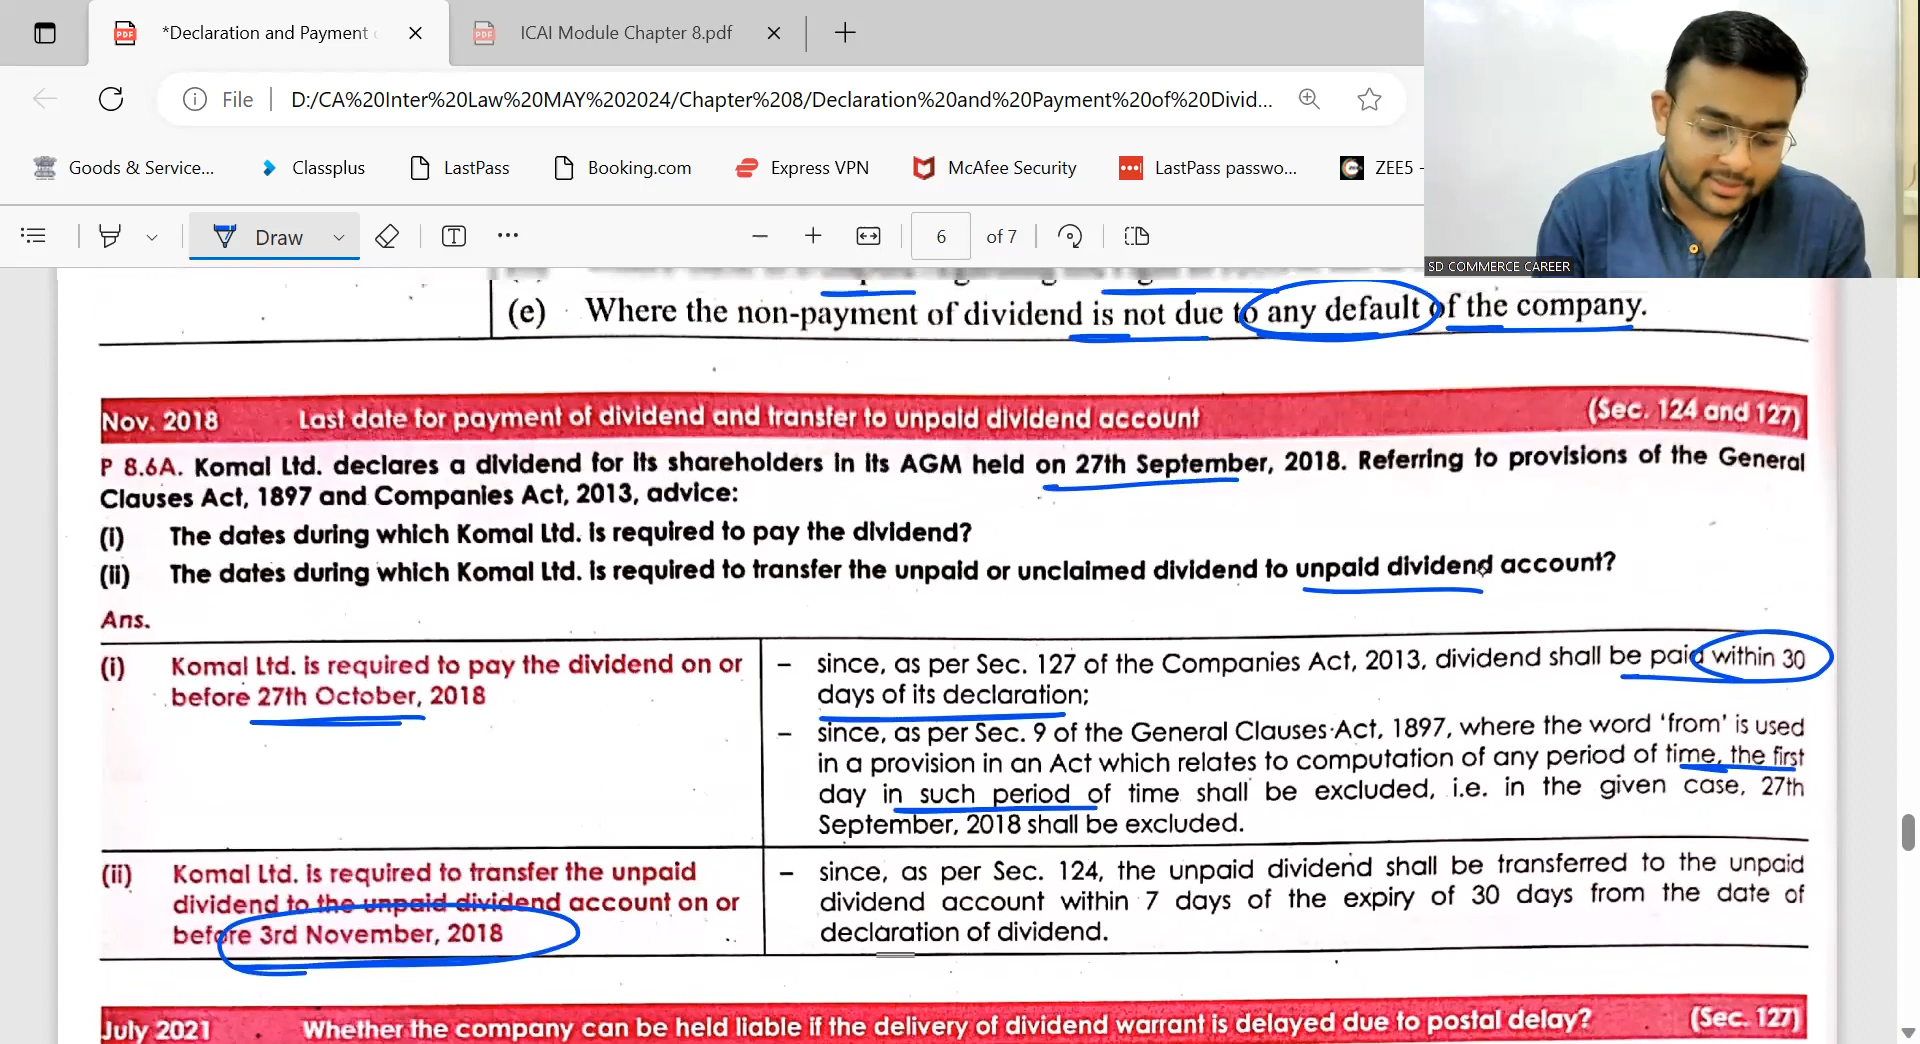 *Declaration and Payment
ICAI Module Chapter 8.pdf
File
D:/CA%20Inter%20Law%20MAY%202024/Chapter%208/Declaration%20and%20Payment%20of%20Divid...
Goods & Service...
Classplus
LastPass
Booking.com
Express VPN
McAfee Security
LastPass passwo...
ZEE5 -
Draw
6 of 7
SD COMMERCE CAREER
(e) Where the non-payment of dividend is not due to any default of the company.
Nov. 2018 Last date for payment of dividend and transfer to unpaid dividend account (Sec. 124 and 127)
P 8.6A. Komal Ltd. declares a dividend for its shareholders in its AGM held on 27th September, 2018. Referring to provisions of the General
Clauses Act, 1897 and Companies Act, 2013, advice:
(i) The dates during which Komal Ltd. is required to pay the dividend?
(ii) The dates during which Komal Ltd. is required to transfer the unpaid or unclaimed dividend to unpaid dividend account?
Ans.
(i) Komal Ltd. is required to pay the dividend on or
before 27th October, 2018
– since, as per Sec. 127 of the Companies Act, 2013, dividend shall be paid within 30
days of its declaration;
– since, as per Sec. 9 of the General Clauses Act, 1897, where the word 'from' is used
in a provision in an Act which relates to computation of any period of time, the first
day in such period of time shall be excluded, i.e. in the given case, 27th
September, 2018 shall be excluded.
(ii) Komal Ltd. is required to transfer the unpaid
dividend to the unpaid dividend account on or
before 3rd November, 2018
– since, as per Sec. 124, the unpaid dividend shall be transferred to the unpaid
dividend account within 7 days of the expiry of 30 days from the date of
declaration of dividend.
July 2021 Whether the company can be held liable if the delivery of dividend warrant is delayed due to postal delay? (Sec. 127)